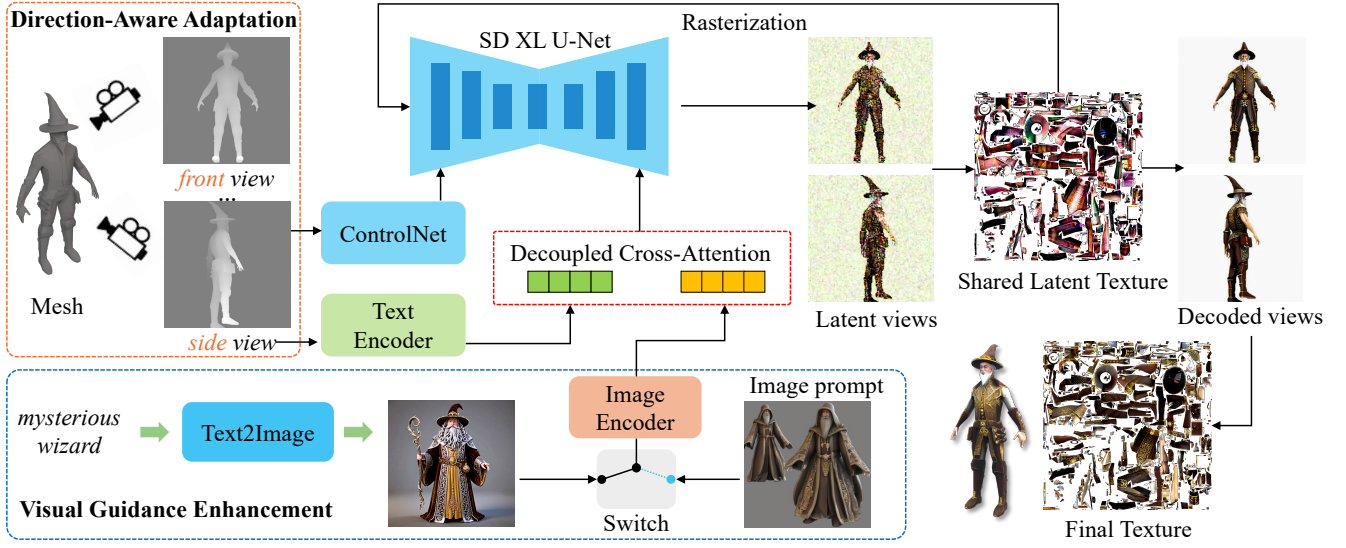 Direction-Aware Adaptation
front view
...
side view
Mesh
SD XL U-Net
Rasterization
ControlNet
Text
Encoder
Decoupled Cross-Attention
Latent views
Shared Latent Texture
Decoded views
mysterious
wizard
Text2Image
Visual Guidance Enhancement
Image
Encoder
Switch
Image prompt
Final Texture